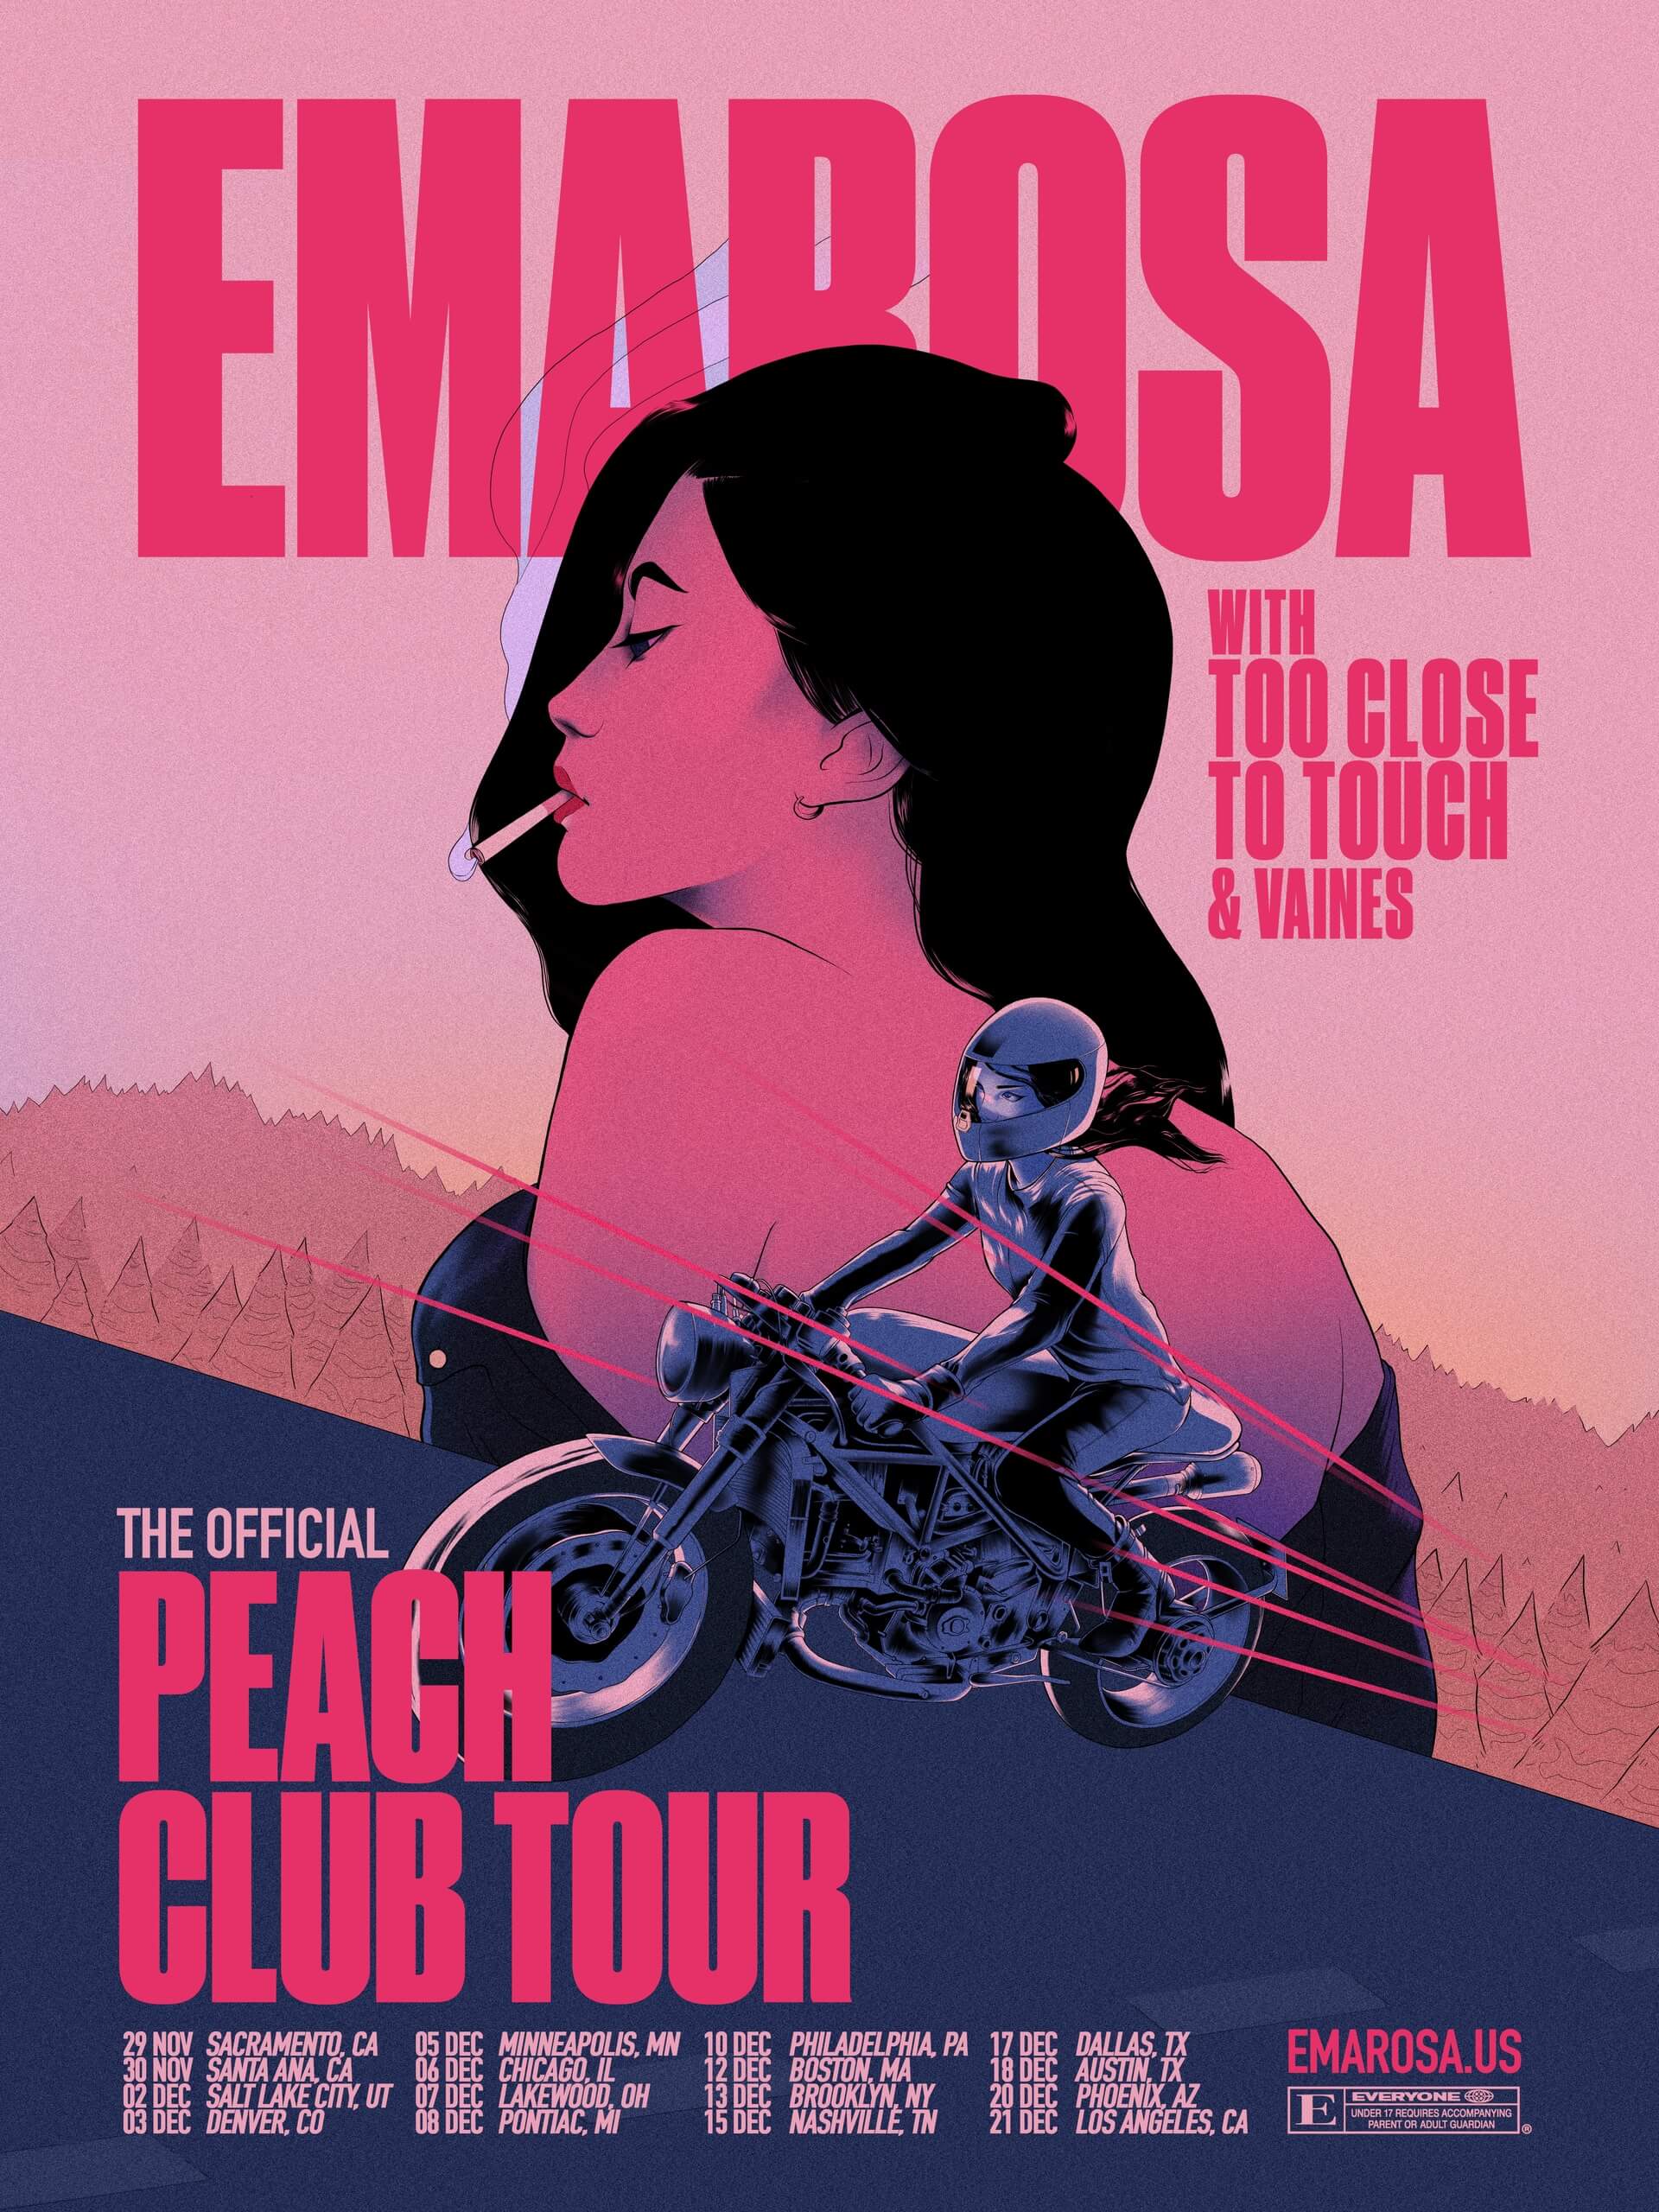 EMAROSA
WITH
TOO CLOSE
TO TOUCH
& VAINES
THE OFFICIAL
PEACH
CLUB TOUR
29 NOV SACRAMENTO, CA
30 NOV SANTA ANA, CA
02 DEC SALT LAKE CITY, UT
03 DEC DENVER, CO
05 DEC MINNEAPOLIS, MN
06 DEC CHICAGO, IL
07 DEC LAKEWOOD, OH
08 DEC PONTIAC, MI
10 DEC PHILADELPHIA, PA
12 DEC BOSTON, MA
13 DEC BROOKLYN, NY
15 DEC NASHVILLE, TN
17 DEC DALLAS, TX
18 DEC AUSTIN, TX
20 DEC PHOENIX, AZ
21 DEC LOS ANGELES, CA
EMAROSA.US
E EVERYONE
UNDER 17 REQUIRES ACCOMPANYING
PARENT OR ADULT GUARDIAN ®